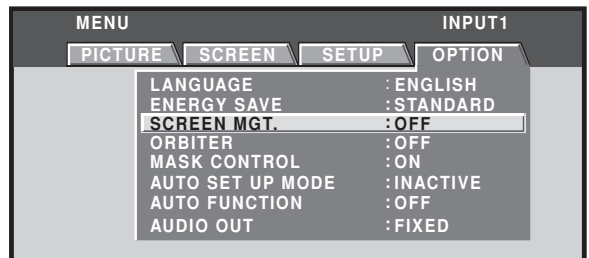 MENU INPUT1
PICTURE SCREEN SETUP OPTION
LANGUAGE :ENGLISH
ENERGY SAVE :STANDARD
SCREEN MGT. :OFF
ORBITER :OFF
MASK CONTROL :ON
AUTO SET UP MODE :INACTIVE
AUTO FUNCTION :OFF
AUDIO OUT :FIXED